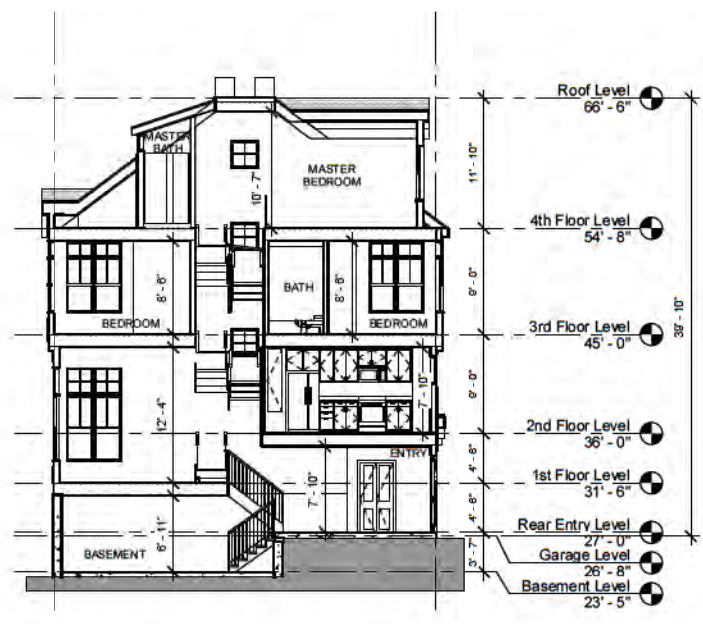 Roof Level
66' - 6"
MASTER
BATH
MASTER
BEDROOM
10' - 7"
11' - 10"
4th Floor Level
54' - 8"
8' - 6"
BATH
8' - 6"
9' - 0"
BEDROOM
BEDROOM
3rd Floor Level
45' - 0"
39' - 10"
12' - 4"
7' - 10"
9' - 0"
2nd Floor Level
36' - 0"
ENTRY
4' - 6"
7' - 10"
1st Floor Level
31' - 6"
4' - 6"
6' - 11"
BASEMENT
Rear Entry Level
27' - 0"
3' - 7"
Garage Level
26' - 8"
Basement Level
23' - 5"